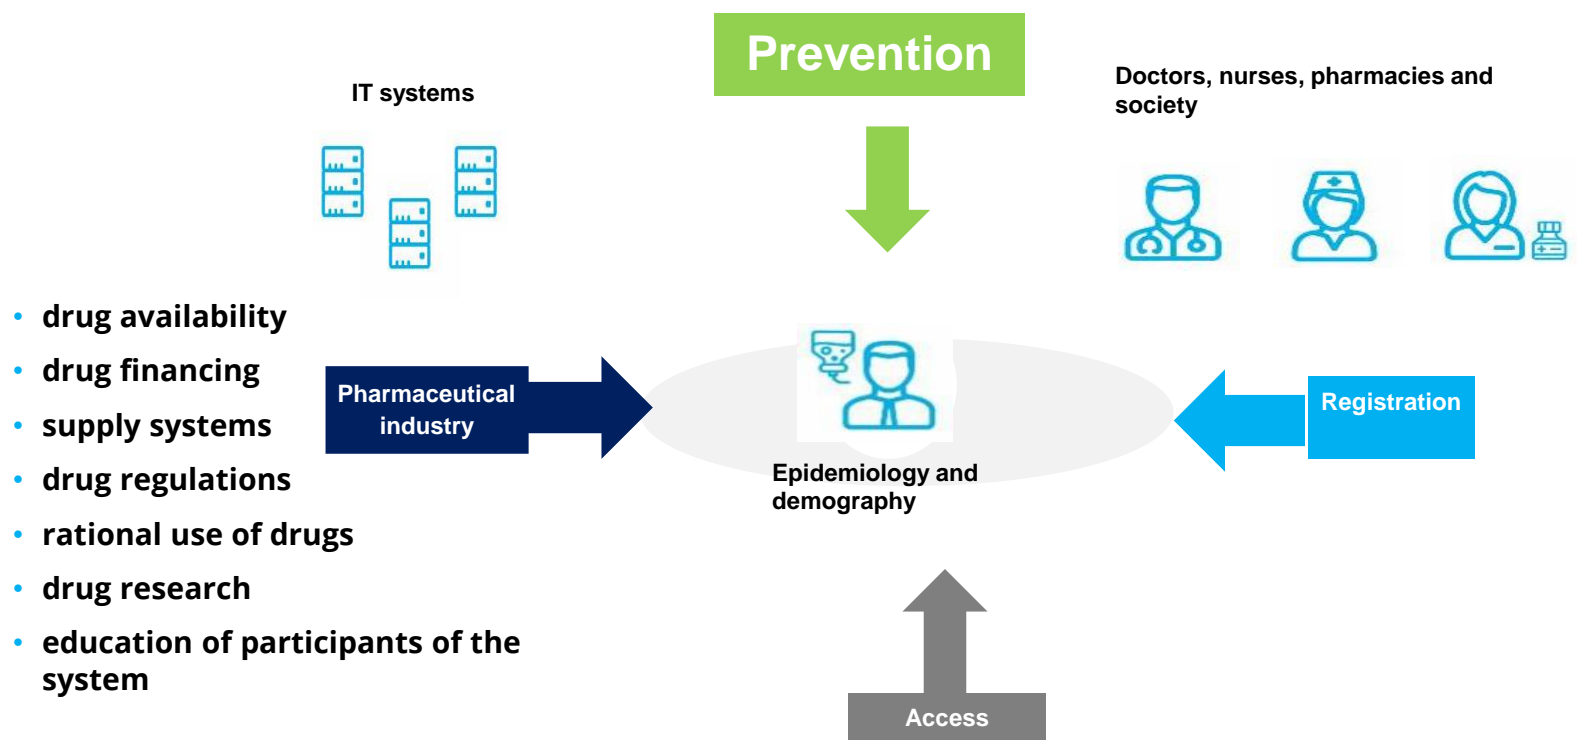 Prevention
IT systems
Doctors, nurses, pharmacies and
society
• drug availability
• drug financing
• supply systems
• drug regulations
• rational use of drugs
• drug research
• education of participants of the
system
Pharmaceutical
industry
Registration
Epidemiology and
demography
Access